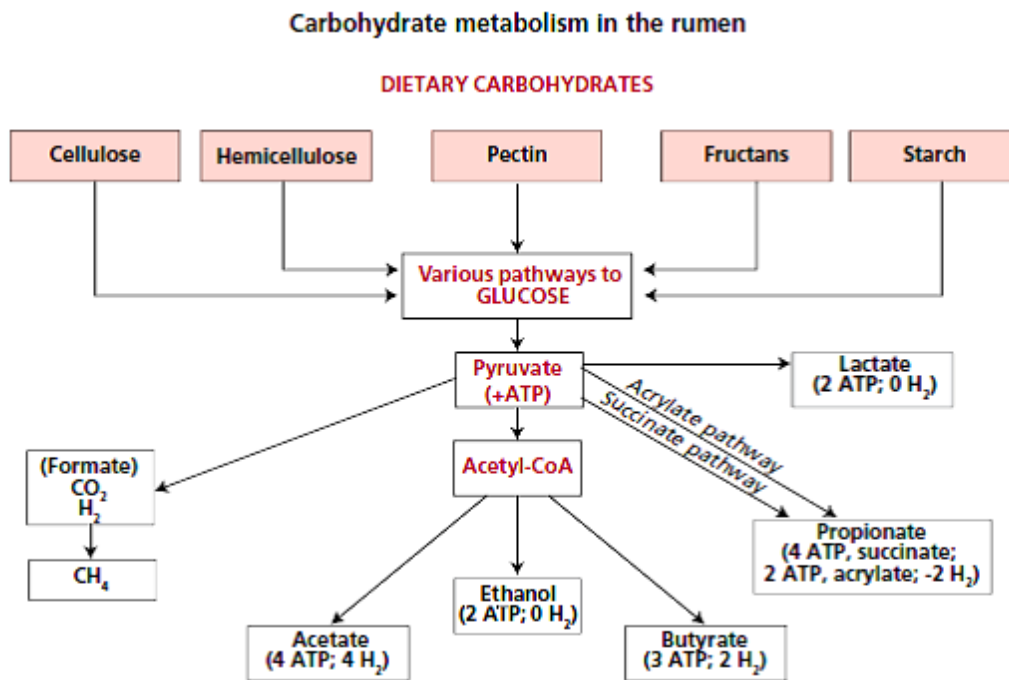 Carbohydrate metabolism in the rumen
DIETARY CARBOHYDRATES
Cellulose
Hemicellulose
Pectin
Fructans
Starch
Various pathways to
GLUCOSE
Pyruvate
(+ATP)
Lactate
(2 ATP; 0 H₂)
Acrylate pathway
Succinate pathway
Acetyl-CoA
(Formate)
CO₂
H₂
CH₄
Propionate
(4 ATP, succinate;
2 ATP, acrylate; -2 H₂)
Ethanol
(2 ATP; 0 H₂)
Acetate
(4 ATP; 4 H₂)
Butyrate
(3 ATP; 2 H₂)